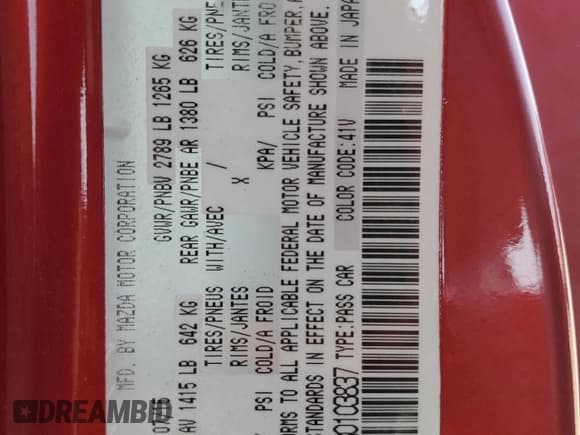 MFD. BY MAZDA MOTOR CORPORATION
GVWR/PNBV 2789 LB 1265 KG
AV 1415 LB 642 KG REAR GAWR/PNBE AR 1380 LB 626 KG
TIRES/PNEUS WITH/AVEC / TIRES/PNE
RIMS/JANTES X RIMS/JANT
COLD/A FROID KPA/ PSI COLD/A FRO
FORMS TO ALL APPLICABLE FEDERAL MOTOR VEHICLE SAFETY, BUMPER, A
STANDARDS IN EFFECT ON THE DATE OF MANUFACTURE SHOWN ABOVE.
TYPE:PASS CAR COLOR CODE:41V MADE IN JAPA
DREAMBID